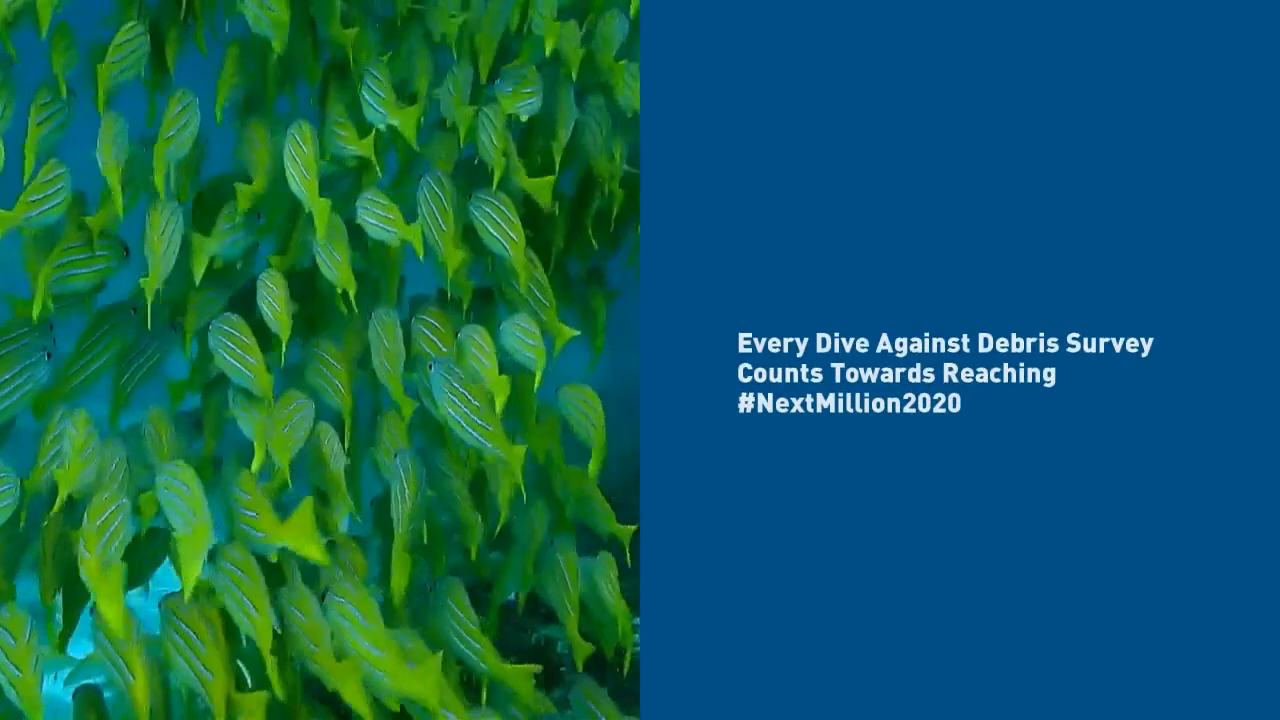 Every Dive Against Debris Survey
Counts Towards Reaching
#NextMillion2020